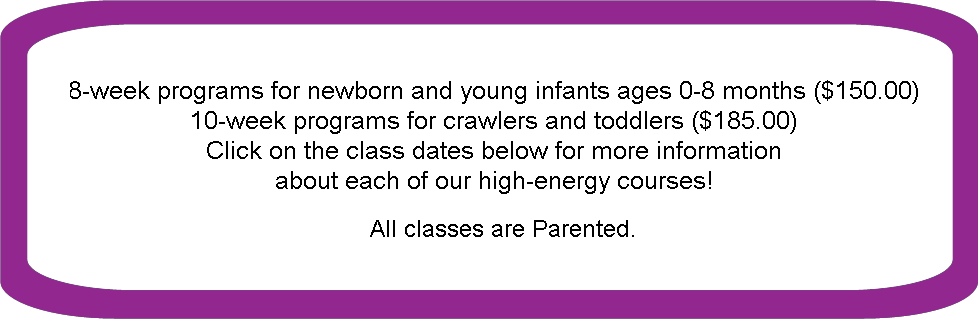 8-week programs for newborn and young infants ages 0-8 months ($150.00)
10-week programs for crawlers and toddlers ($185.00)
Click on the class dates below for more information
about each of our high-energy courses!
All classes are Parented.